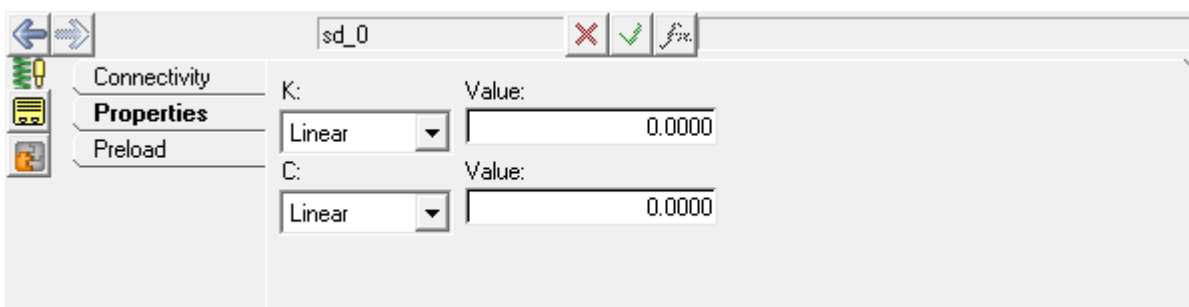 sd_0
f(x)
Connectivity
Properties
Preload
K:
Value:
Linear
0.0000
C:
Value:
Linear
0.0000